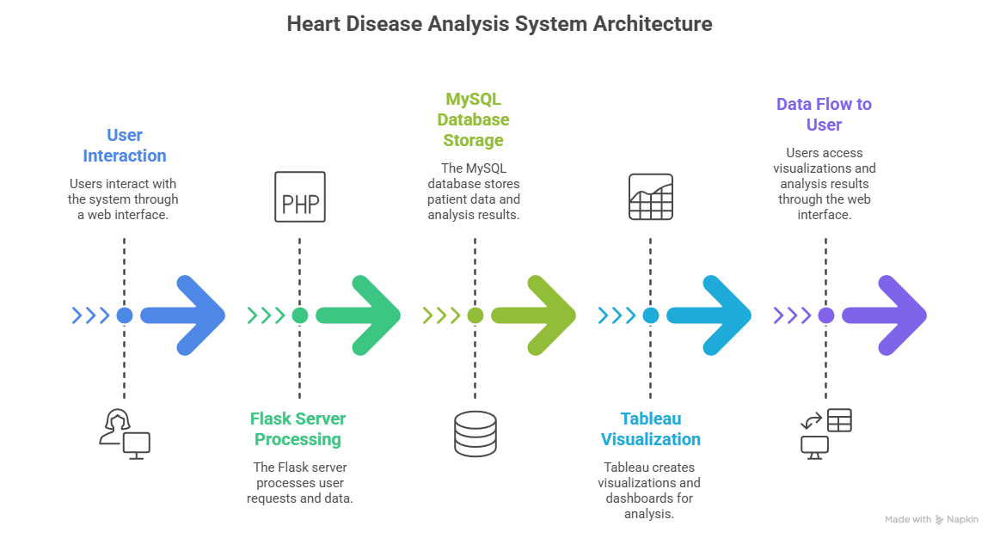 Heart Disease Analysis System Architecture
User
Interaction
Users interact with
the system through
a web interface.
PHP
Flask Server
Processing
The Flask server
processes user
requests and data.
MySQL
Database
Storage
The MySQL
database stores
patient data and
analysis results.
Tableau
Visualization
Tableau creates
visualizations and
dashboards for
analysis.
Data Flow to
User
Users access
visualizations and
analysis results
through the web
interface.
Made with Napkin